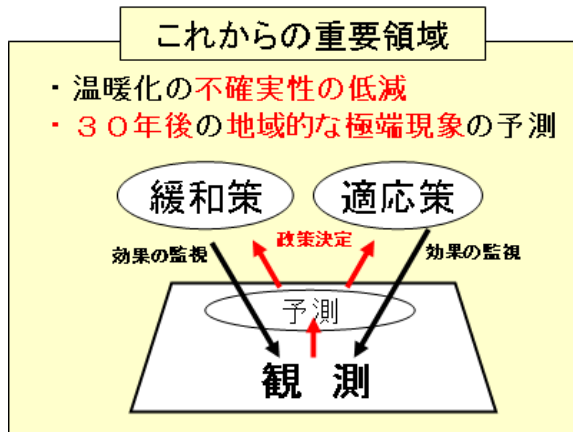 これからの重要領域
・温暖化の不確実性の低減
・３０年後の地域的な極端現象の予測
緩和策
適応策
政策決定
効果の監視
効果の監視
予測
観 測